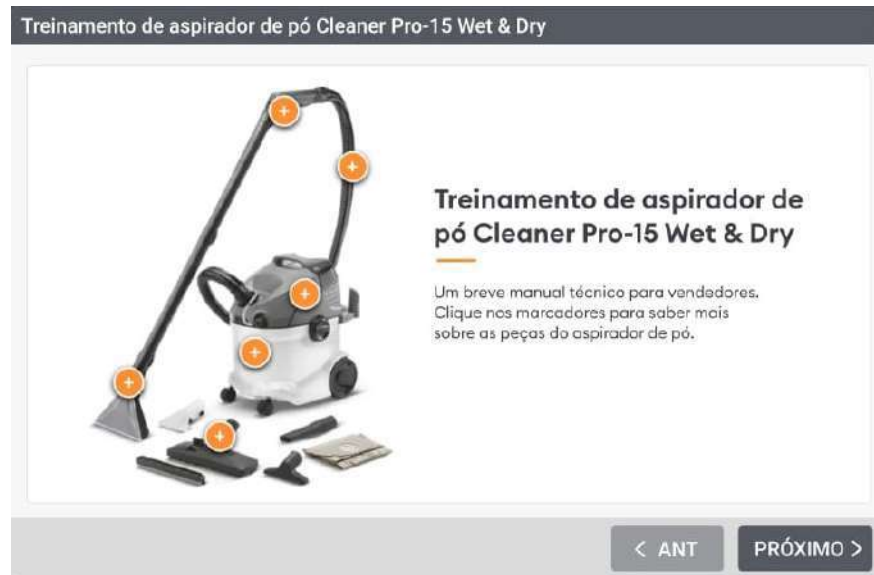 Treinamento de aspirador de pó Cleaner Pro-15 Wet & Dry
Treinamento de aspirador de
pó Cleaner Pro-15 Wet & Dry
Um breve manual técnico para vendedores.
Clique nos marcadores para saber mais
sobre as peças do aspirador de pó.
< ANT
PRÓXIMO >